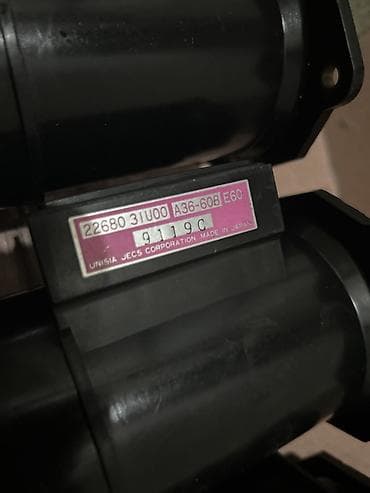 22680 31U00 A36-608 E60
9119C
UNISIA JECS CORPORATION MADE IN JAPAN